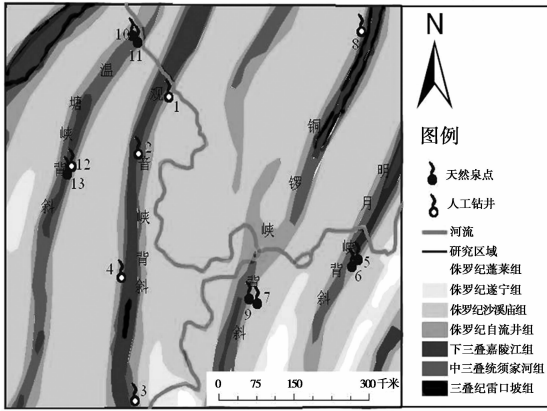 N
图例
天然泉点
人工钻井
河流
研究区域
侏罗纪蓬莱组
侏罗纪遂宁组
侏罗纪沙溪庙组
侏罗纪自流井组
下三叠嘉陵江组
中三叠统须家河组
三叠纪雷口坡组
温塘峡背斜
观音峡背斜
铜锣峡背斜
明月峡背斜
10
11
8
1
2
12
13
4
5
6
9
7
3
0 75 150 300 千米